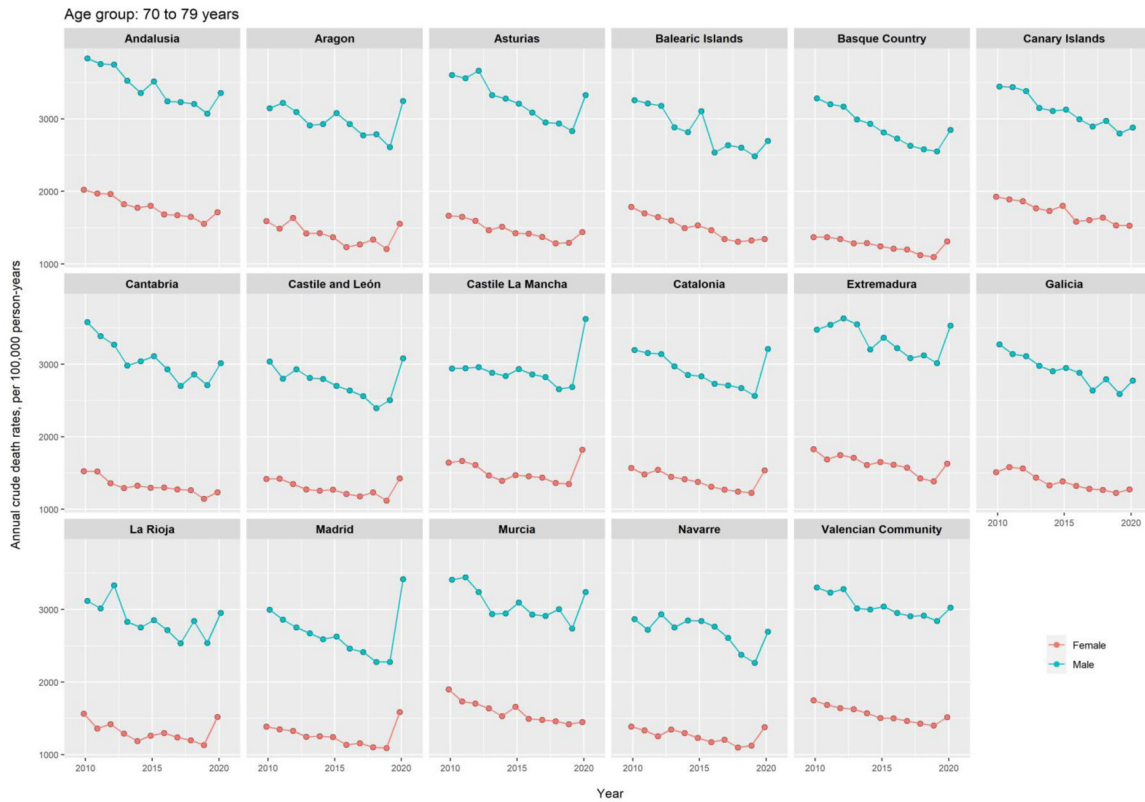 Age group: 70 to 79 years
Andalusia
Aragon
Asturias
Balearic Islands
Basque Country
Canary Islands
3000
2000
1000
Cantabria
Castile and León
Castile La Mancha
Catalonia
Extremadura
Galicia
3000
2000
1000
2010 2015 2020
La Rioja
Madrid
Murcia
Navarre
Valencian Community
3000
2000
1000
2010 2015 2020
2010 2015 2020
2010 2015 2020
2010 2015 2020
2010 2015 2020
Annual crude death rates, per 100,000 person-years
Year
Female
Male